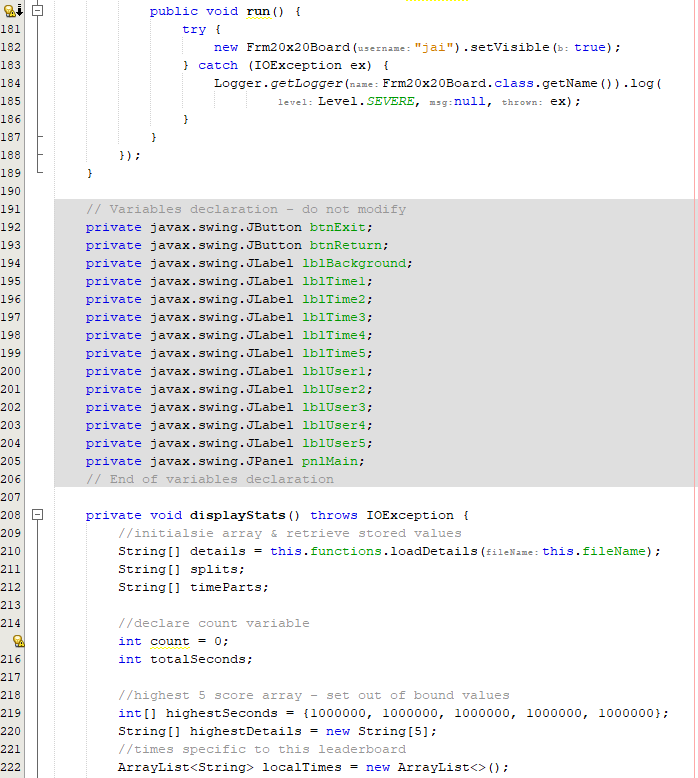 public void run() {
181                try {
182                    new Frm20x20Board(username: "jai").setVisible(b: true);
183                } catch (IOException ex) {
184                    Logger.getLogger(name: Frm20x20Board.class.getName()).log(
185                            level: Level.SEVERE, msg: null, thrown: ex);
186                }
187            }
188        });
189    }
190
191    // Variables declaration - do not modify
192    private javax.swing.JButton btnExit;
193    private javax.swing.JButton btnReturn;
194    private javax.swing.JLabel lblBackground;
195    private javax.swing.JLabel lblTime1;
196    private javax.swing.JLabel lblTime2;
197    private javax.swing.JLabel lblTime3;
198    private javax.swing.JLabel lblTime4;
199    private javax.swing.JLabel lblTime5;
200    private javax.swing.JLabel lblUser1;
201    private javax.swing.JLabel lblUser2;
202    private javax.swing.JLabel lblUser3;
203    private javax.swing.JLabel lblUser4;
204    private javax.swing.JLabel lblUser5;
205    private javax.swing.JPanel pnlMain;
206    // End of variables declaration
207
208    private void displayStats() throws IOException {
209        //initialsie array & retrieve stored values
210        String[] details = this.functions.loadDetails(fileName: this.fileName);
211        String[] splits;
212        String[] timeParts;
213
214        //declare count variable
        int count = 0;
216        int totalSeconds;
217
218        //highest 5 score array - set out of bound values
219        int[] highestSeconds = {1000000, 1000000, 1000000, 1000000, 1000000};
220        String[] highestDetails = new String[5];
221        //times specific to this leaderboard
222        ArrayList<String> localTimes = new ArrayList<>();